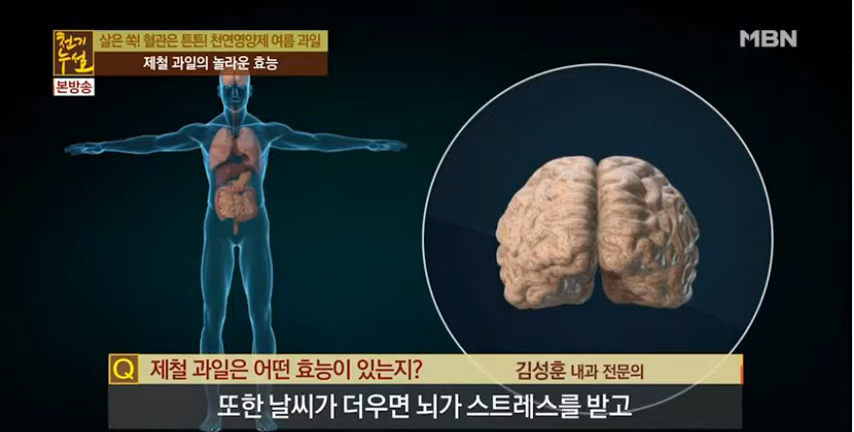 천기누설
살은 쏙! 혈관은 튼튼! 천연영양제 여름 과일
제철 과일의 놀라운 효능
본방송
MBN
Q 제철 과일은 어떤 효능이 있는지? 김성훈 내과 전문의
또한 날씨가 더우면 뇌가 스트레스를 받고